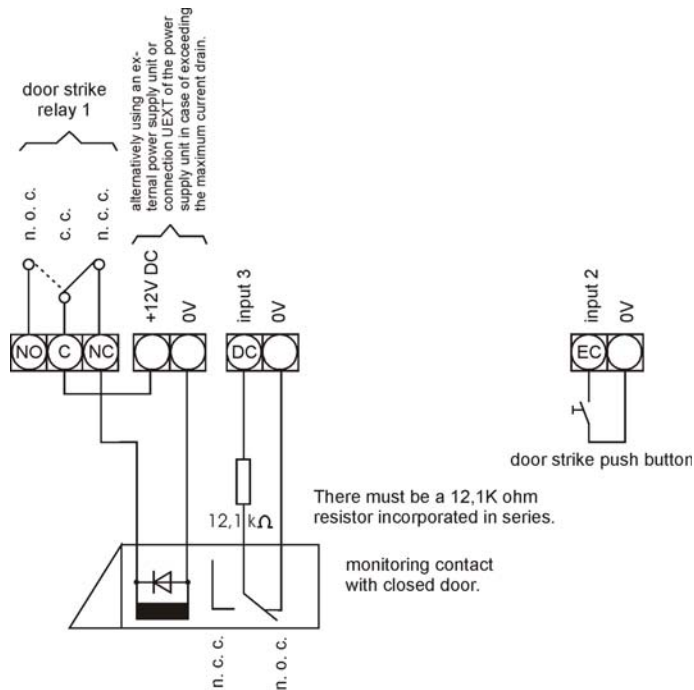 door strike
relay 1
alternatively using an ex-
ternal power supply unit or
connection UEXT of the power
supply unit in case of exceeding
the maximum current drain.
n. o. c.
c. c.
n. c. c.
+12V DC
0V
input 3
0V
input 2
0V
NO
C
NC
DC
EC
door strike push button
There must be a 12,1K ohm
resistor incorporated in series.
12,1 kΩ
monitoring contact
with closed door.
n. c. c.
n. o. c.